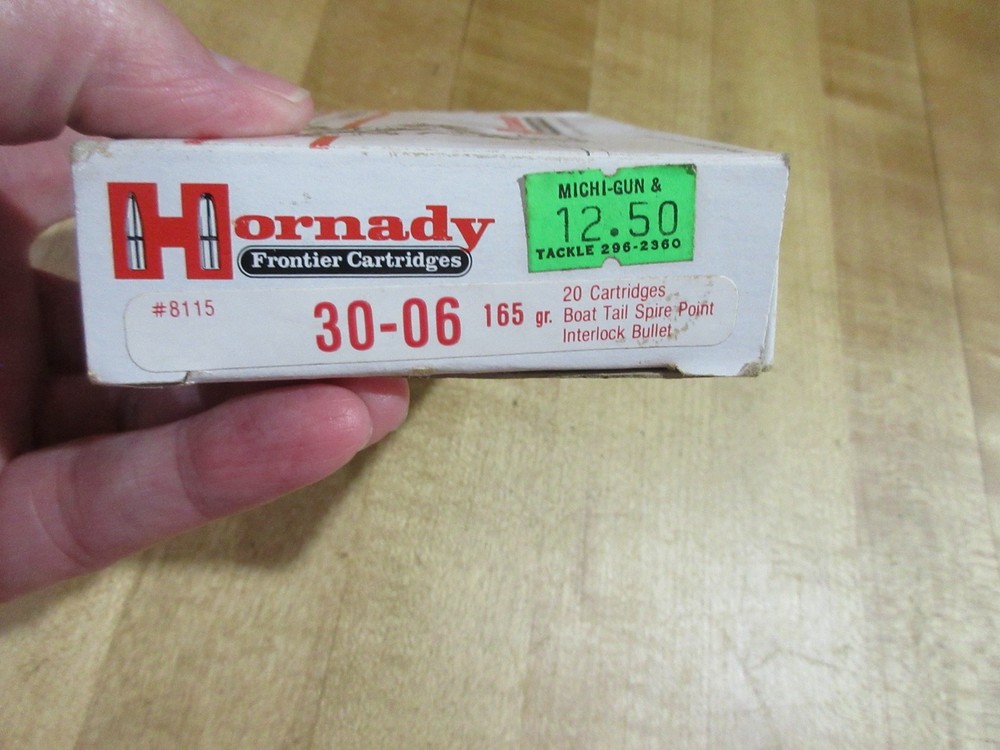 Hornady
Frontier Cartridges
MICHI-GUN &
12.50
TACKLE 296-2360
#8115
30-06 165 gr.
20 Cartridges
Boat Tail Spire Point
Interlock Bullet